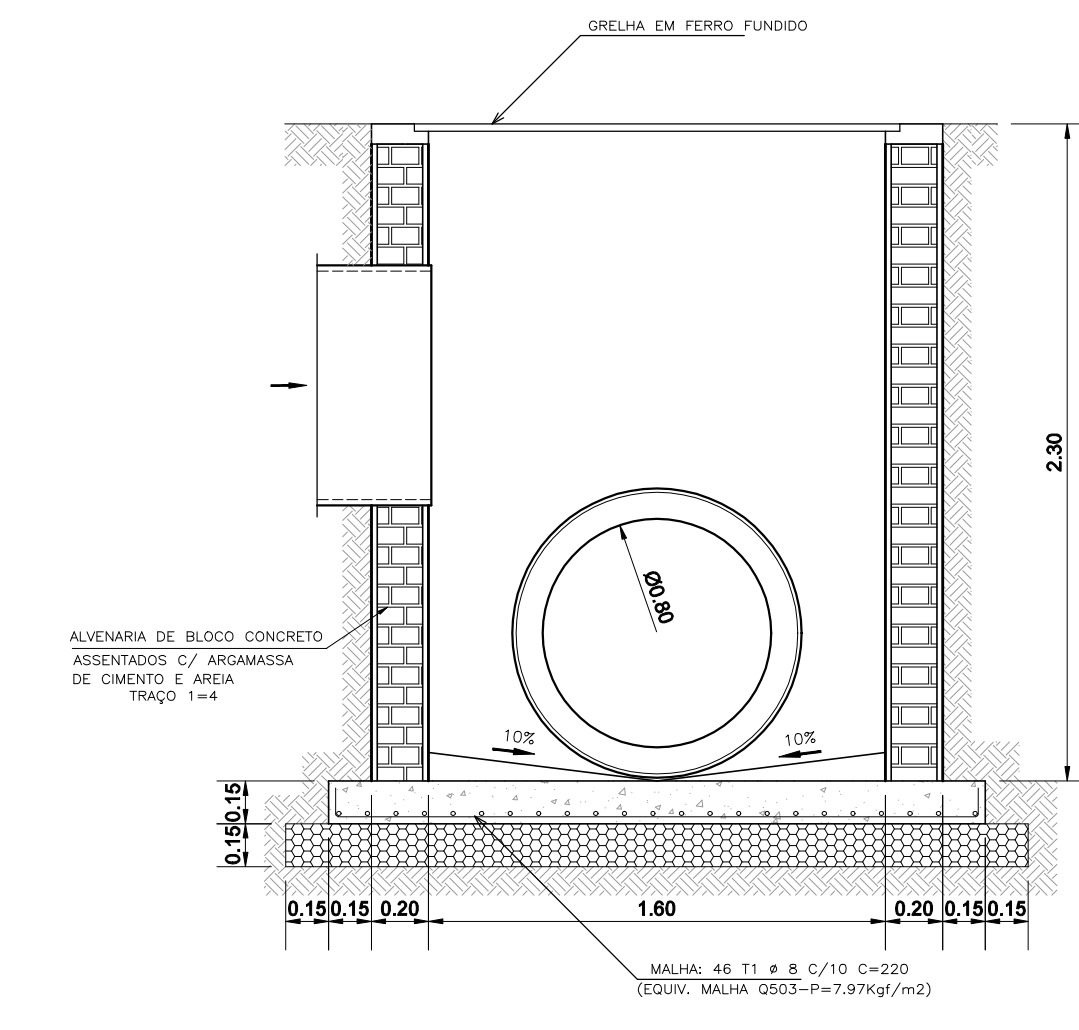 GRELHA EM FERRO FUNDIDO
2.30
Ø0.80
ALVENARIA DE BLOCO CONCRETO
ASSENTADOS C/ ARGAMASSA
DE CIMENTO E AREIA
TRAÇO 1=4
10%
10%
0.15
0.15
0.15
0.15
0.20
1.60
0.20
0.15
0.15
MALHA: 46 T1 ø 8 C/10 C=220
(EQUIV. MALHA Q503-P=7.97Kgf/m2)